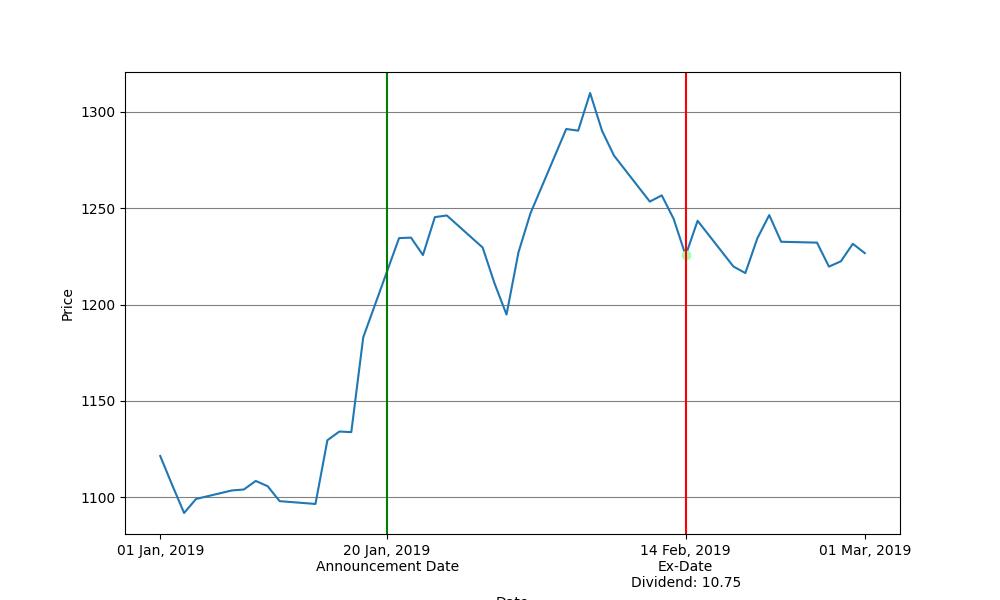 1300
1250
1200
1150
1100
Price
01 Jan, 2019
20 Jan, 2019
Announcement Date
14 Feb, 2019
Ex-Date
Dividend: 10.75
01 Mar, 2019
Date